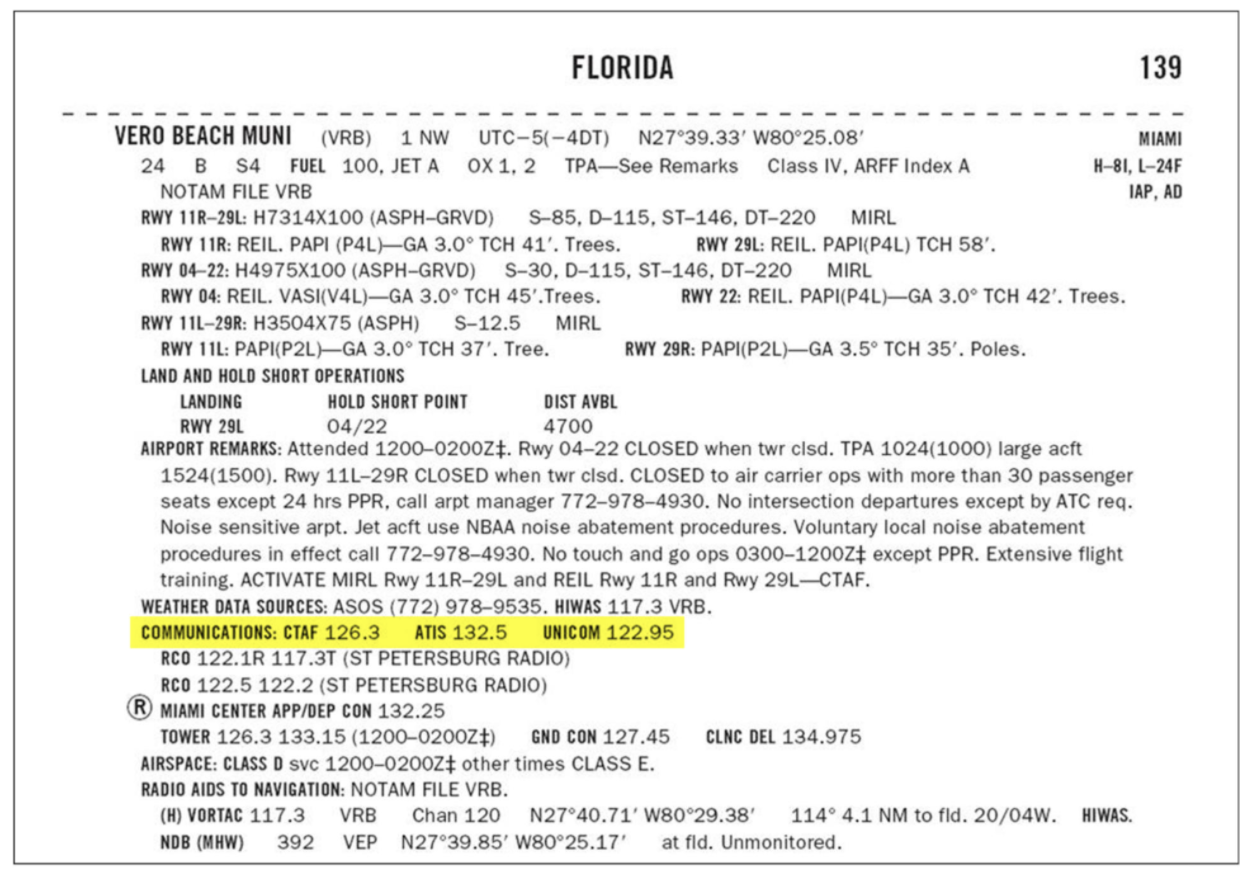 FLORIDA 139
VERO BEACH MUNI (VRB) 1 NW UTC–5(–4DT) N27°39.33′ W80°25.08′ MIAMI
24 B S4 FUEL 100, JET A OX 1, 2 TPA—See Remarks Class IV, ARFF Index A H–8I, L–24F
NOTAM FILE VRB IAP, AD
RWY 11R–29L: H7314X100 (ASPH–GRVD) S–85, D–115, ST–146, DT–220 MIRL
RWY 11R: REIL. PAPI (P4L)—GA 3.0° TCH 41′. Trees. RWY 29L: REIL. PAPI(P4L) TCH 58′.
RWY 04–22: H4975X100 (ASPH–GRVD) S–30, D–115, ST–146, DT–220 MIRL
RWY 04: REIL. VASI(V4L)—GA 3.0° TCH 45′.Trees. RWY 22: REIL. PAPI(P4L)—GA 3.0° TCH 42′. Trees.
RWY 11L–29R: H3504X75 (ASPH) S–12.5 MIRL
RWY 11L: PAPI(P2L)—GA 3.0° TCH 37′. Tree. RWY 29R: PAPI(P2L)—GA 3.5° TCH 35′. Poles.
LAND AND HOLD SHORT OPERATIONS
LANDING HOLD SHORT POINT DIST AVBL
RWY 29L 04/22 4700
AIRPORT REMARKS: Attended 1200–0200Z‡. Rwy 04–22 CLOSED when twr clsd. TPA 1024(1000) large acft
1524(1500). Rwy 11L–29R CLOSED when twr clsd. CLOSED to air carrier ops with more than 30 passenger
seats except 24 hrs PPR, call arpt manager 772–978–4930. No intersection departures except by ATC req.
Noise sensitive arpt. Jet acft use NBAA noise abatement procedures. Voluntary local noise abatement
procedures in effect call 772–978–4930. No touch and go ops 0300–1200Z‡ except PPR. Extensive flight
training. ACTIVATE MIRL Rwy 11R–29L and REIL Rwy 11R and Rwy 29L—CTAF.
WEATHER DATA SOURCES: ASOS (772) 978–9535. HIWAS 117.3 VRB.
COMMUNICATIONS: CTAF 126.3 ATIS 132.5 UNICOM 122.95
RCO 122.1R 117.3T (ST PETERSBURG RADIO)
RCO 122.5 122.2 (ST PETERSBURG RADIO)
Ⓡ MIAMI CENTER APP/DEP CON 132.25
TOWER 126.3 133.15 (1200–0200Z‡) GND CON 127.45 CLNC DEL 134.975
AIRSPACE: CLASS D svc 1200–0200Z‡ other times CLASS E.
RADIO AIDS TO NAVIGATION: NOTAM FILE VRB.
(H) VORTAC 117.3 VRB Chan 120 N27°40.71′ W80°29.38′ 114° 4.1 NM to fld. 20/04W. HIWAS.
NDB (MHW) 392 VEP N27°39.85′ W80°25.17′ at fld. Unmonitored.